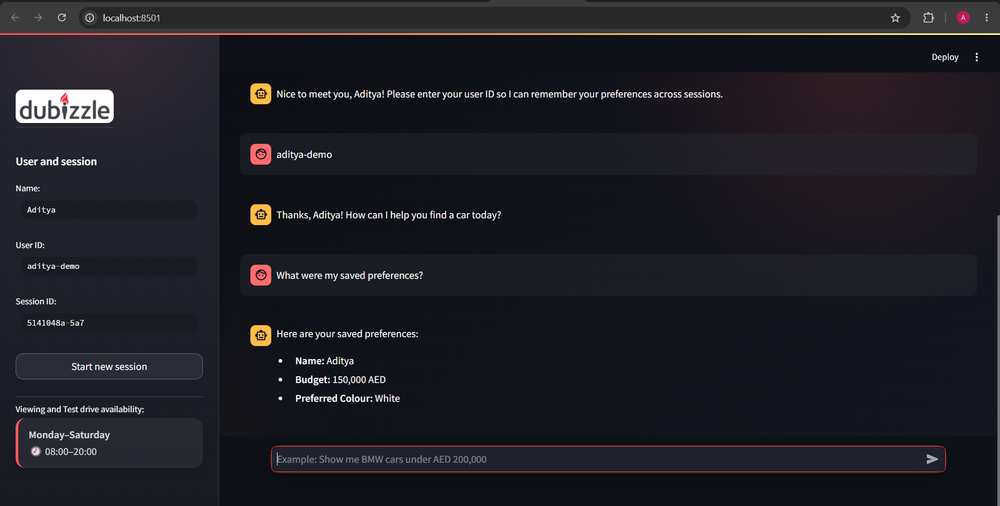 localhost:8501
A
Deploy
dubizzle
User and session
Name:
Aditya
User ID:
aditya-demo
Session ID:
5141048a-5a7
Start new session
Viewing and Test drive availability:
Monday–Saturday
08:00–20:00
Nice to meet you, Aditya! Please enter your user ID so I can remember your preferences across sessions.
aditya-demo
Thanks, Aditya! How can I help you find a car today?
What were my saved preferences?
Here are your saved preferences:
• Name: Aditya
• Budget: 150,000 AED
• Preferred Colour: White
Example: Show me BMW cars under AED 200,000